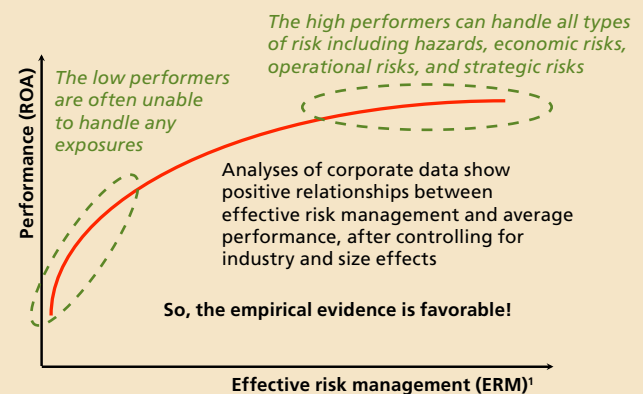 The high performers can handle all types
of risk including hazards, economic risks,
operational risks, and strategic risks
The low performers
are often unable
to handle any
exposures
Performance (ROA)
Analyses of corporate data show
positive relationships between
effective risk management and average
performance, after controlling for
industry and size effects
So, the empirical evidence is favorable!
Effective risk management (ERM)¹